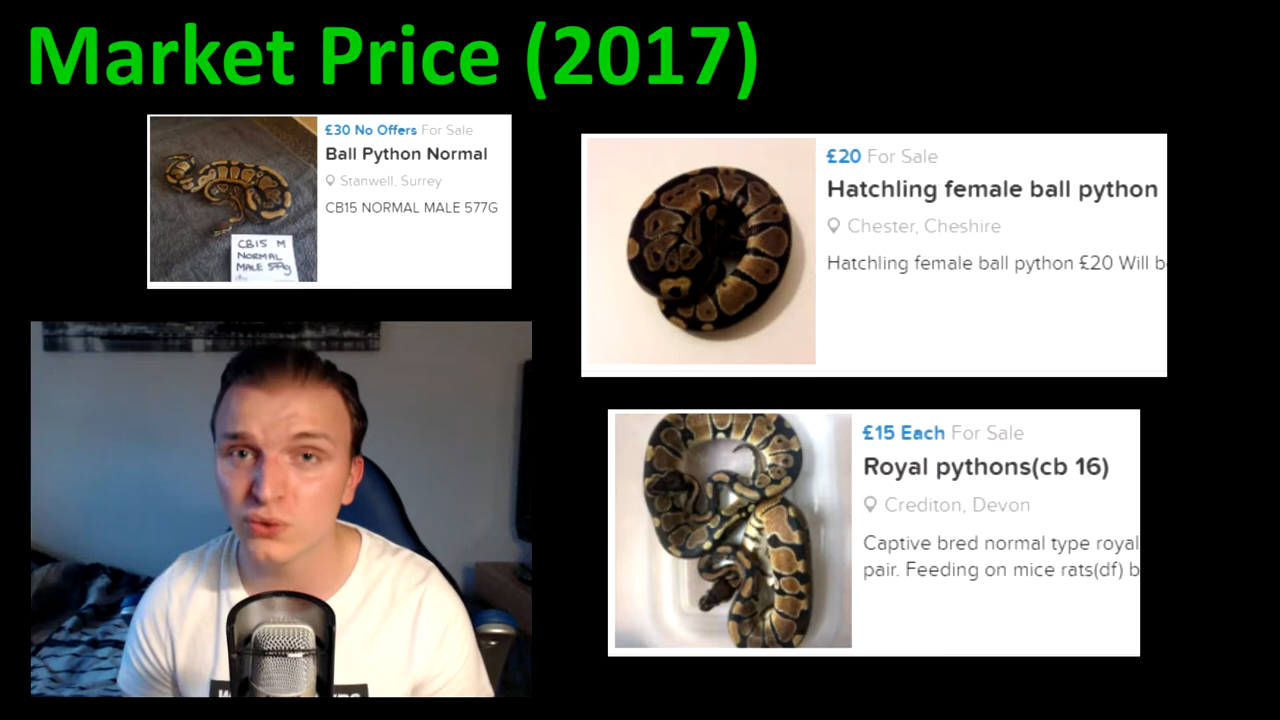 Market Price (2017)
£30 No Offers For Sale
Ball Python Normal
Stanwell, Surrey
CB15 NORMAL MALE 577G
CB15 M
NORMAL
MALE 577g
£20 For Sale
Hatchling female ball python
Chester, Cheshire
Hatchling female ball python £20 Will b
£15 Each For Sale
Royal pythons(cb 16)
Crediton, Devon
Captive bred normal type royal
pair. Feeding on mice rats(df) b